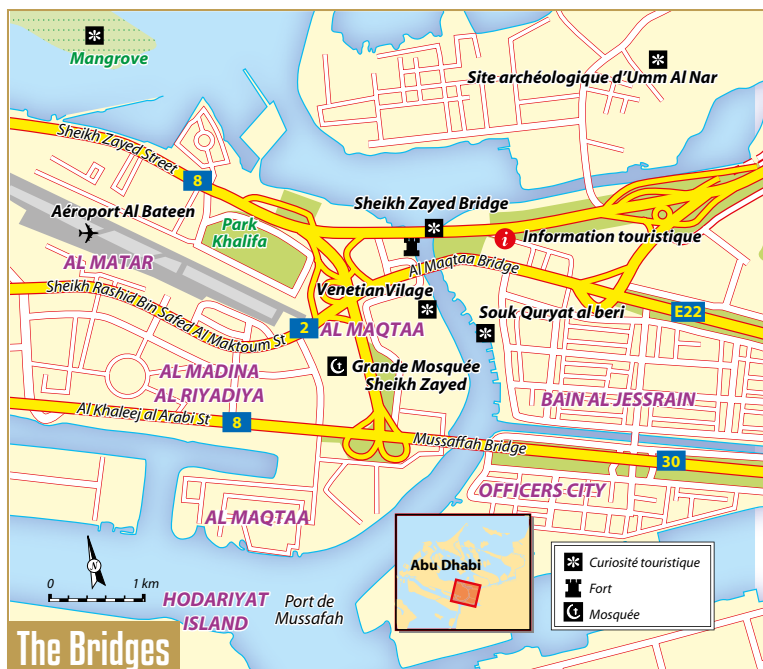 Mangrove
Site archéologique d'Umm Al Nar
Sheikh Zayed Street
8
Sheikh Zayed Bridge
Aéroport Al Bateen
Park
Khalifa
i
Information touristique
AL MATAR
Al Maqtaa Bridge
Sheikh Rashid Bin Safed Al Maktoum St
VenetianVilage
Souk Quryat al beri
E22
2
AL MAQTAA
Grande Mosquée
Sheikh Zayed
AL MADINA
AL RIYADIYA
BAIN AL JESSRAIN
Al Khaleej al Arabi St
8
Mussaffah Bridge
30
OFFICERS CITY
AL MAQTAA
N
0 1 km
Abu Dhabi
Curiosité touristique
Fort
Mosquée
HODARIYAT
ISLAND
Port de
Mussafah
The Bridges